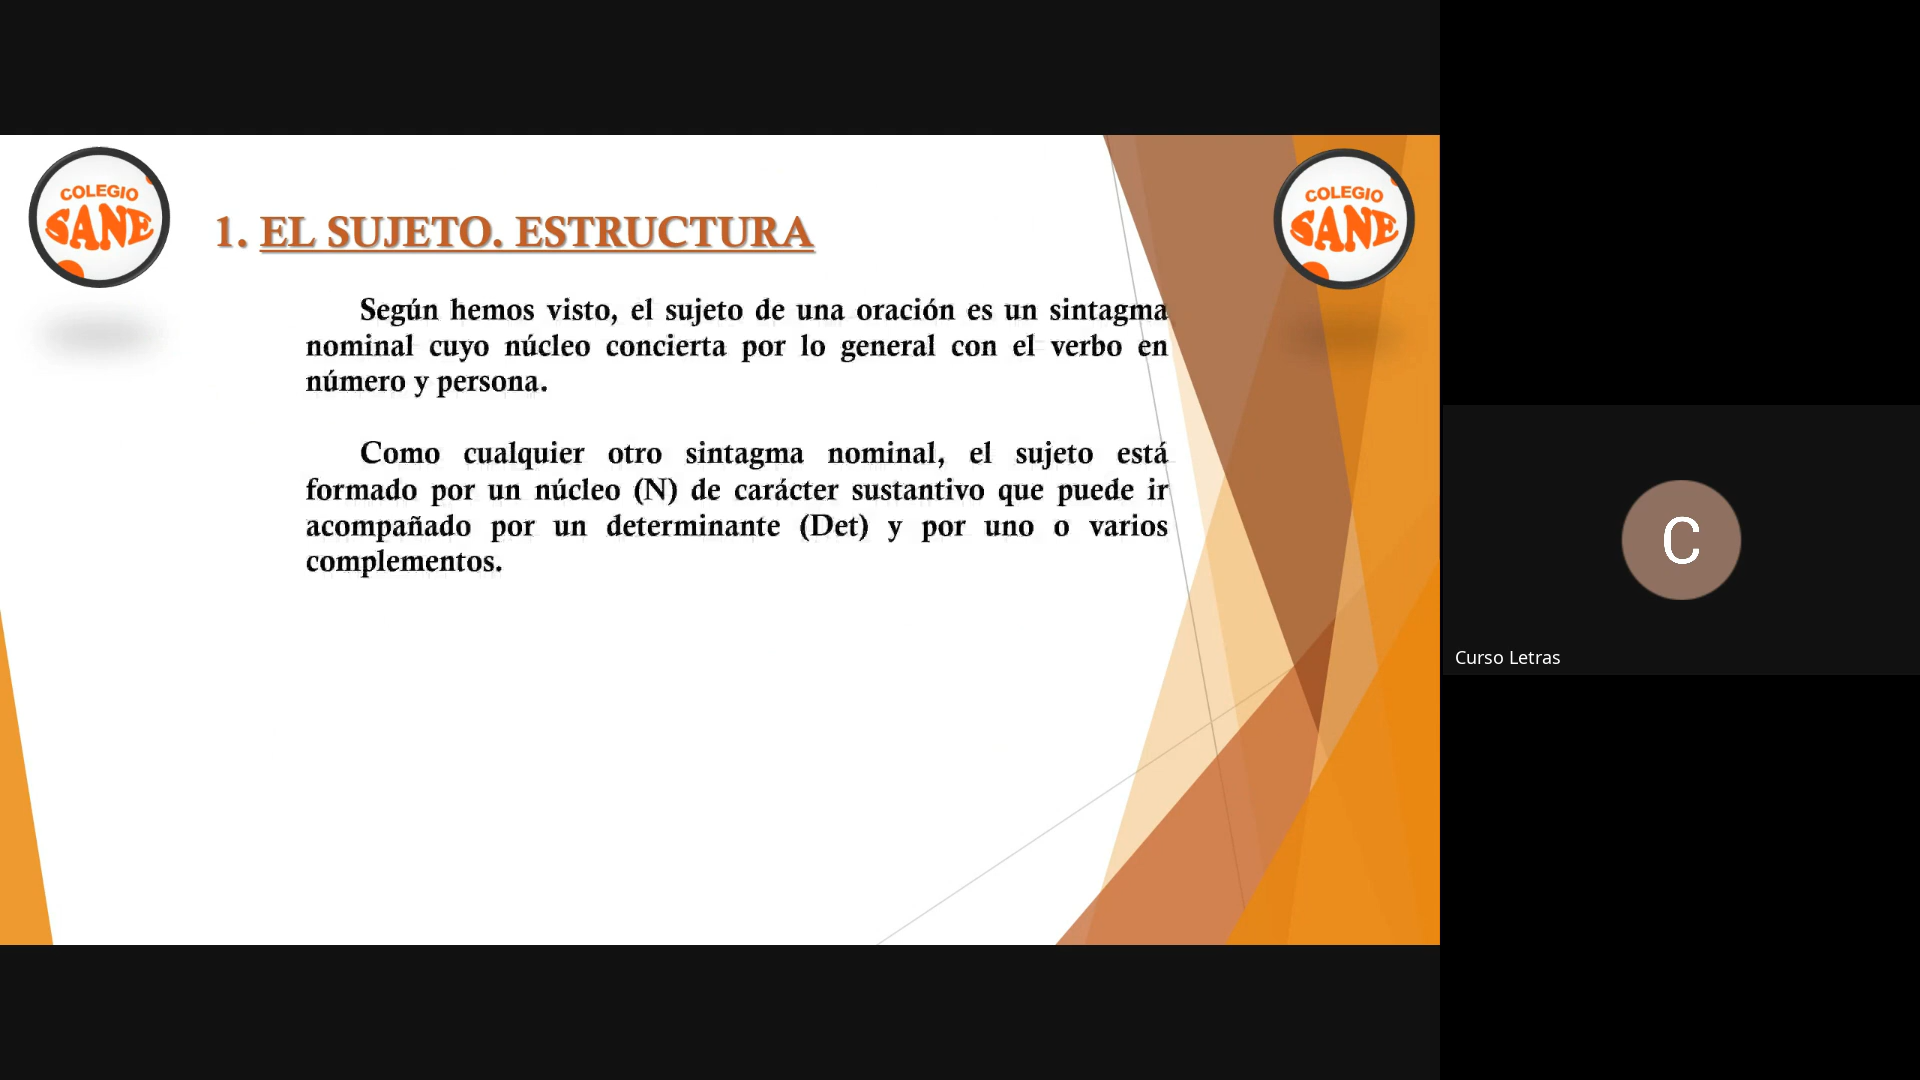 COLEGIO
SANE
COLEGIO
SANE
1. EL SUJETO. ESTRUCTURA
Según hemos visto, el sujeto de una oración es un sintagma
nominal cuyo núcleo concierta por lo general con el verbo en
número y persona.
Como cualquier otro sintagma nominal, el sujeto está
formado por un núcleo (N) de carácter sustantivo que puede ir
acompañado por un determinante (Det) y por uno o varios
complementos.
C
Curso Letras